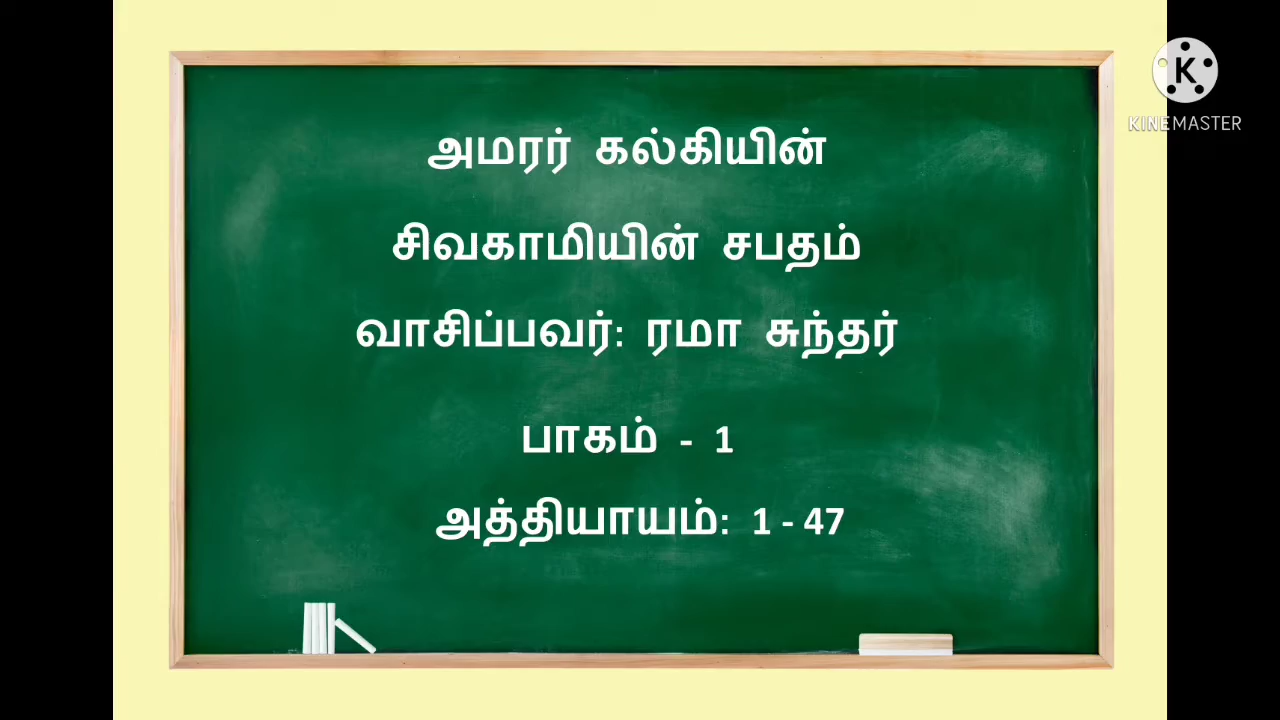 அமரர் கல்கியின்
சிவகாமியின் சபதம்
வாசிப்பவர்: ரமா சுந்தர்
பாகம் - 1
அத்தியாயம்: 1 - 47
K
KINEMASTER